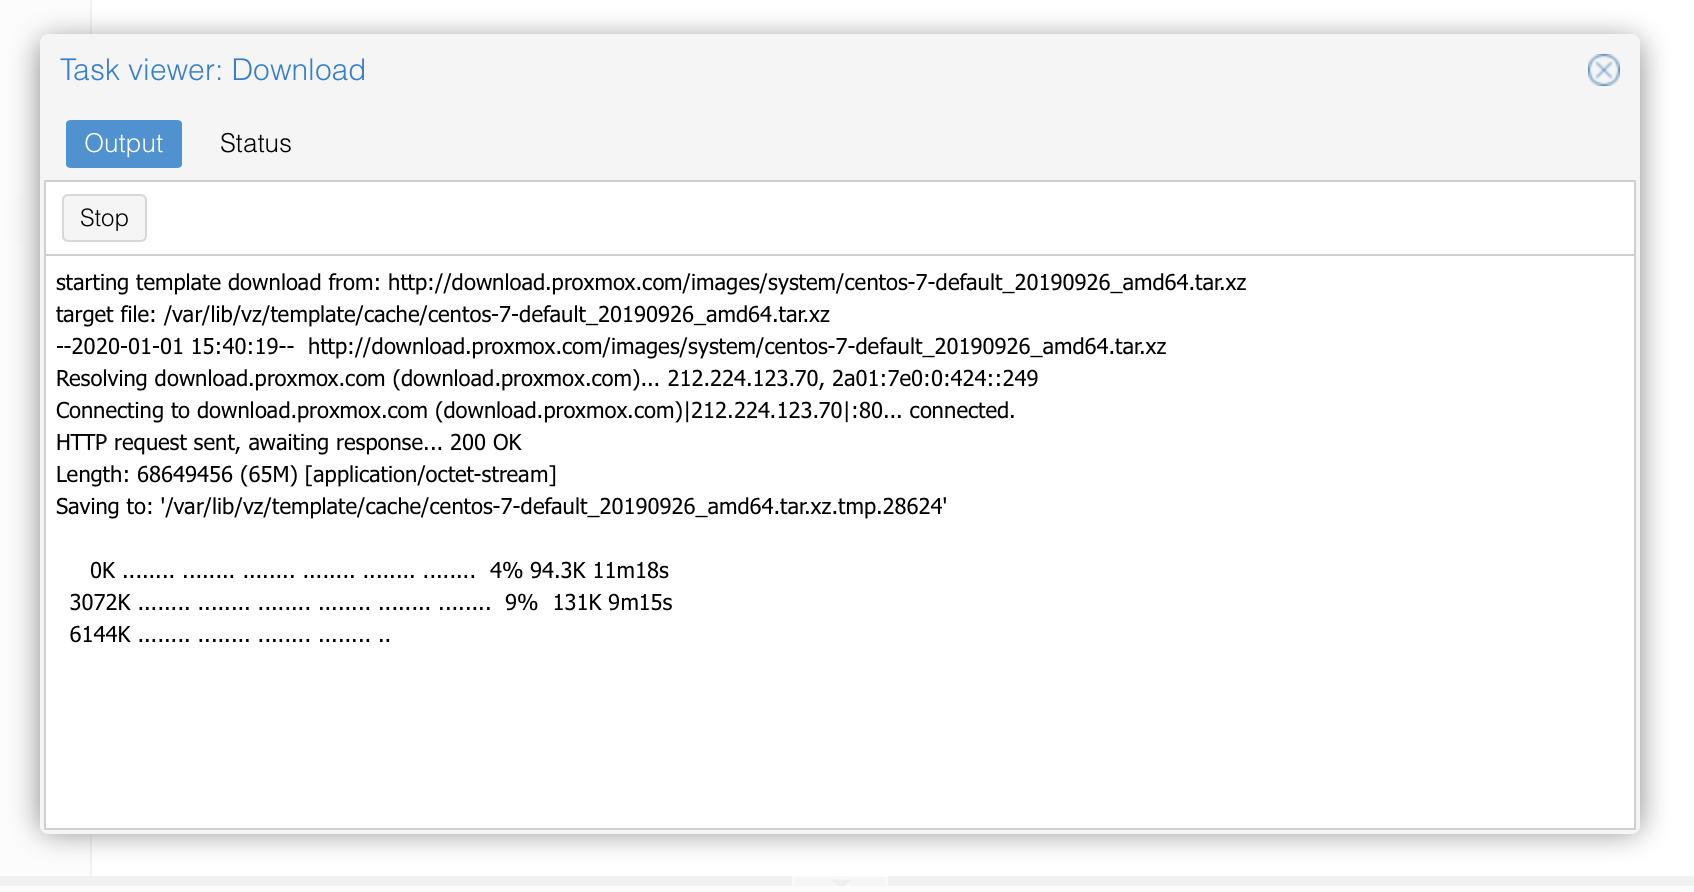 Task viewer: Download
Output Status
Stop
starting template download from: http://download.proxmox.com/images/system/centos-7-default_20190926_amd64.tar.xz
target file: /var/lib/vz/template/cache/centos-7-default_20190926_amd64.tar.xz
--2020-01-01 15:40:19--  http://download.proxmox.com/images/system/centos-7-default_20190926_amd64.tar.xz
Resolving download.proxmox.com (download.proxmox.com)... 212.224.123.70, 2a01:7e0:0:424::249
Connecting to download.proxmox.com (download.proxmox.com)|212.224.123.70|:80... connected.
HTTP request sent, awaiting response... 200 OK
Length: 68649456 (65M) [application/octet-stream]
Saving to: '/var/lib/vz/template/cache/centos-7-default_20190926_amd64.tar.xz.tmp.28624'
0K ........ ........ ........ ........ ........ ........  4% 94.3K 11m18s
3072K ........ ........ ........ ........ ........ ........  9%  131K 9m15s
6144K ........ ........ ........ ........ ..